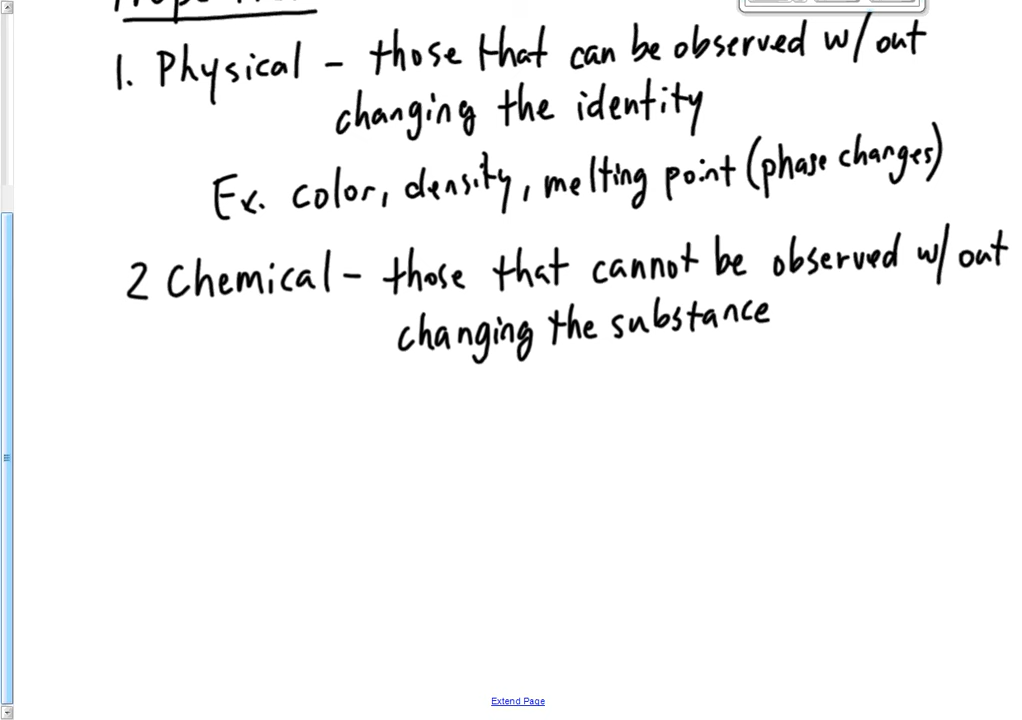 1. Physical - those that can be observed w/out
changing the identity
Ex. color, density, melting point (phase changes)
2 Chemical - those that cannot be observed w/out
changing the substance
Extend Page